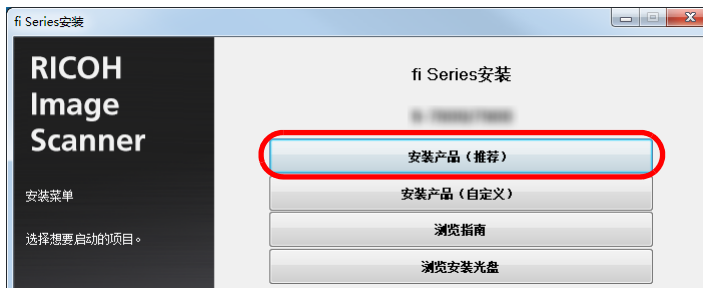 fi Series安装
RICOH
Image
Scanner
安装菜单
选择想要启动的项目。
fi Series安装
安装产品（推荐）
安装产品（自定义）
浏览指南
浏览安装光盘